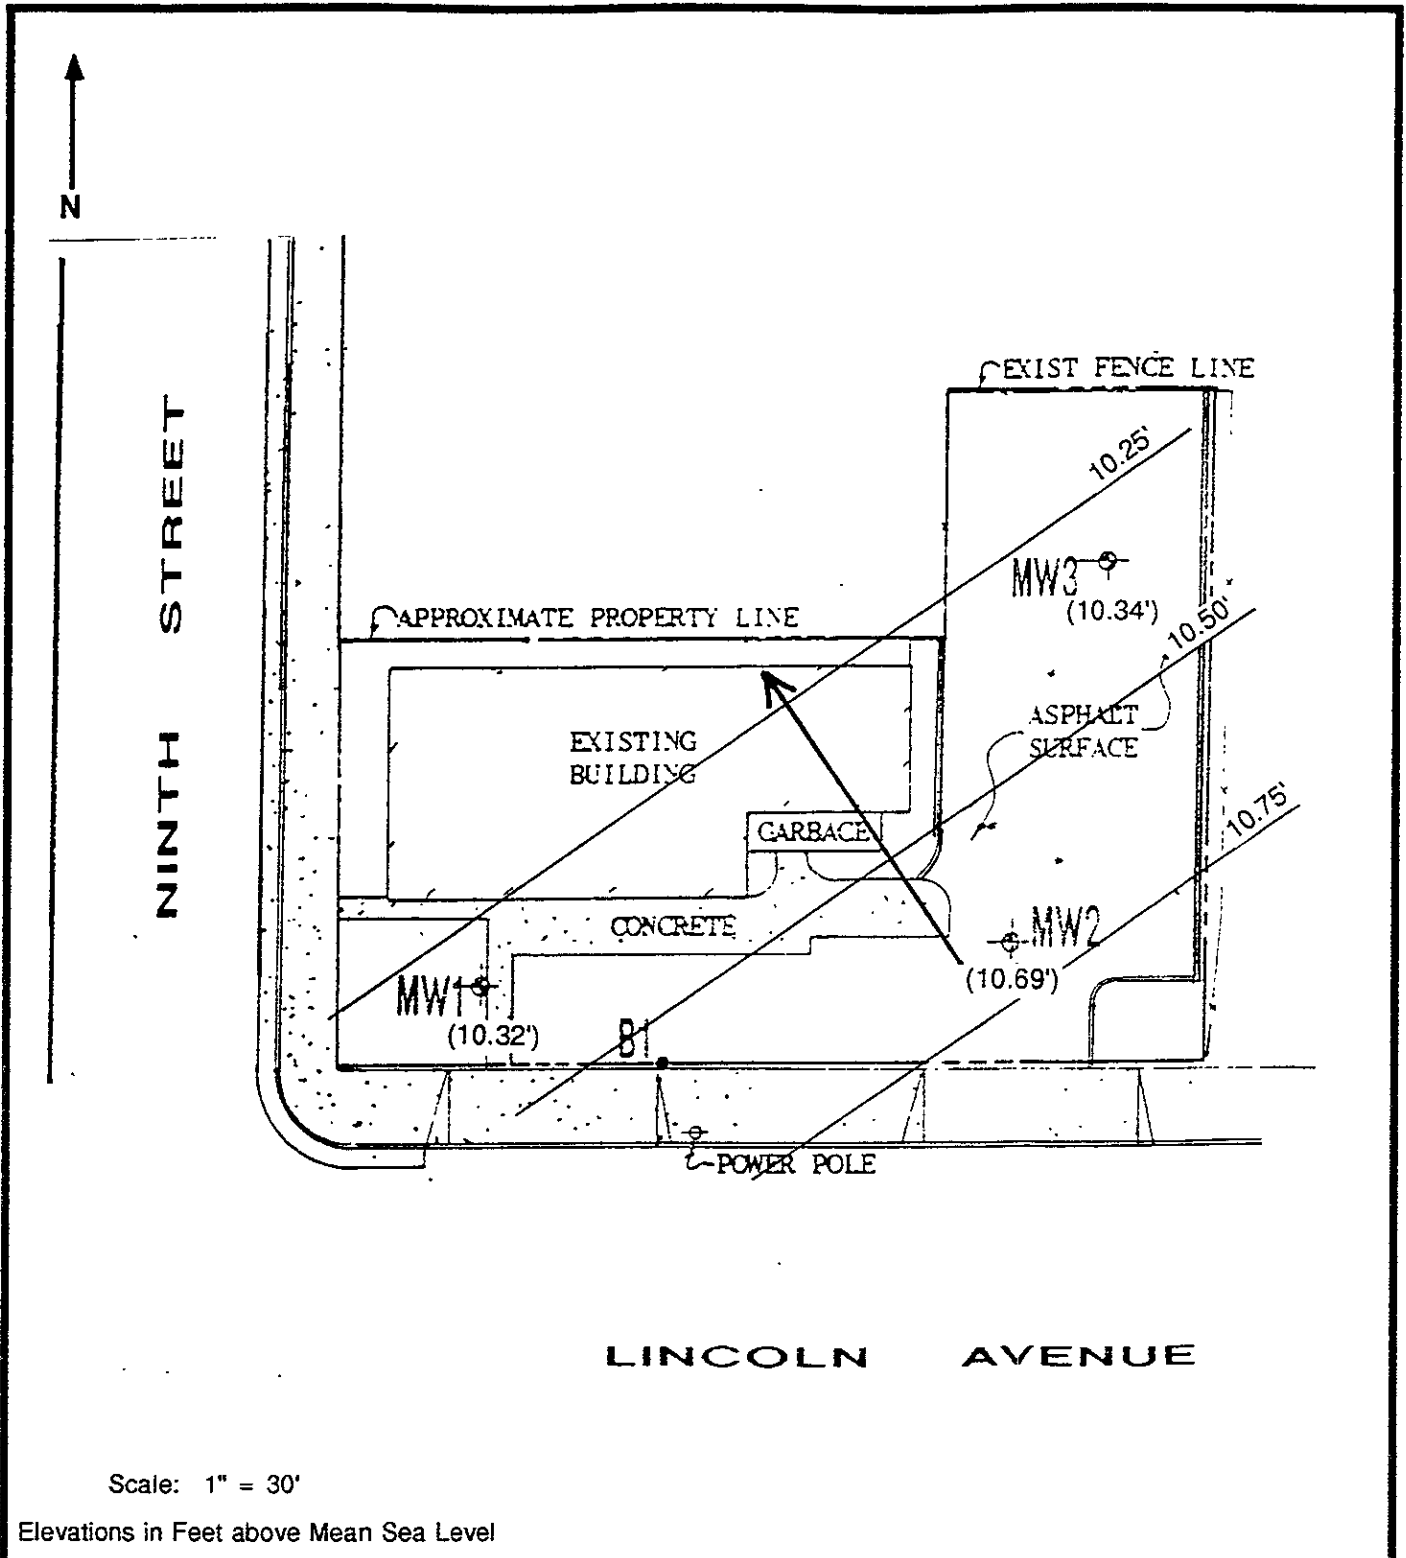 N
EXIST FENCE LINE
10.25'
MW3
(10.34')
APPROXIMATE PROPERTY LINE
10.50'
NINTH STREET
ASPHALT
SURFACE
EXISTING
BUILDING
10.75'
GARBAGE
CONCRETE
MW2
(10.69')
MW1
(10.32')
B1
POWER POLE
LINCOLN AVENUE
Scale: 1" = 30'
Elevations in Feet above Mean Sea Level